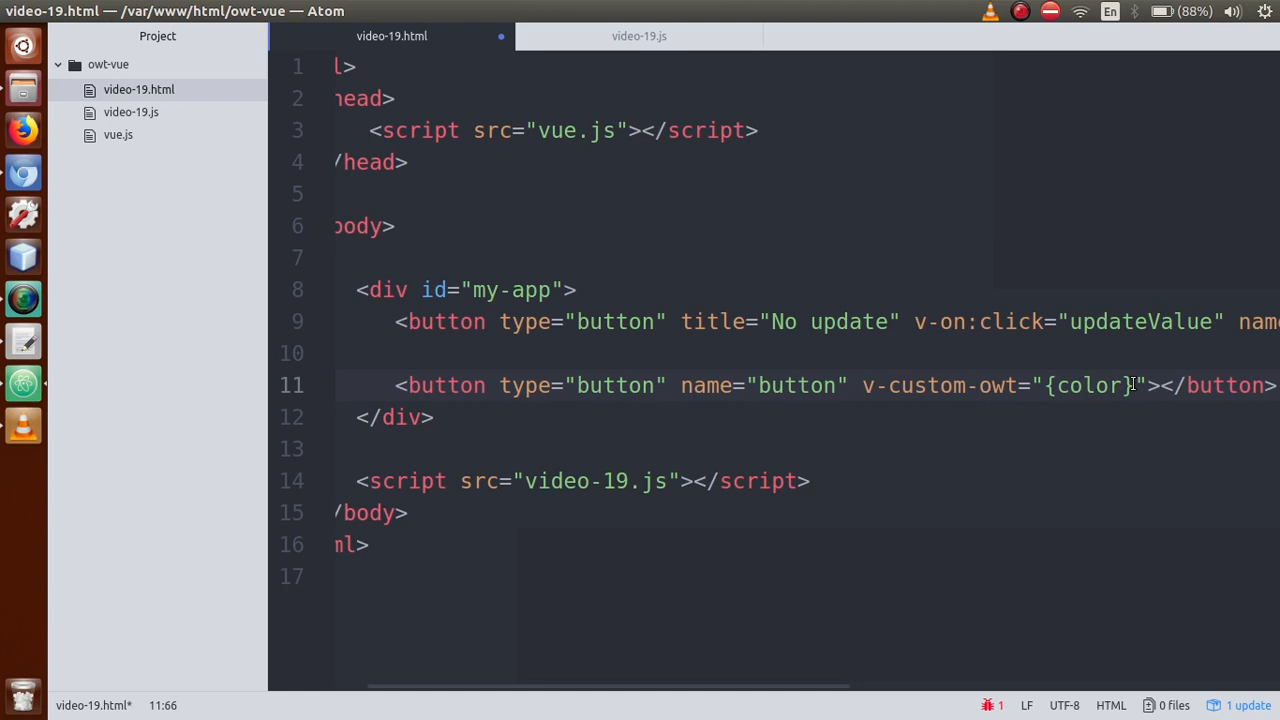 video-19.html — /var/www/html/owt-vue — Atom
En
(88%)
Project
video-19.html
video-19.js
owt-vue
video-19.html
video-19.js
vue.js
1 l>
2 head>
3 <script src="vue.js"></script>
4 /head>
5
6 body>
7
8 <div id="my-app">
9 <button type="button" title="No update" v-on:click="updateValue" name
10
11 <button type="button" name="button" v-custom-owt="{color}"></button>
12 </div>
13
14 <script src="video-19.js"></script>
15 /body>
16 ml>
17
video-19.html* 11:66
1 LF UTF-8 HTML 0 files 1 update